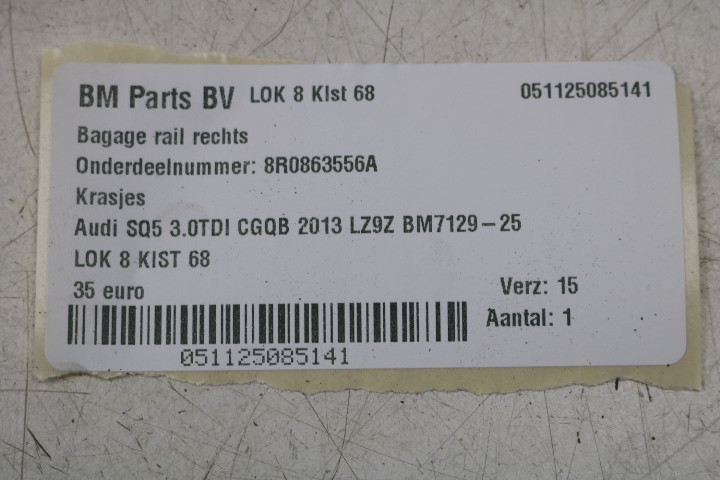 BM Parts BV LOK 8 KIst 68 051125085141
Bagage rail rechts
Onderdeelnummer: 8R0863556A
Krasjes
Audi SQ5 3.0TDI CGQB 2013 LZ9Z BM7129-25
LOK 8 KIST 68
35 euro Verz: 15
Aantal: 1
051125085141